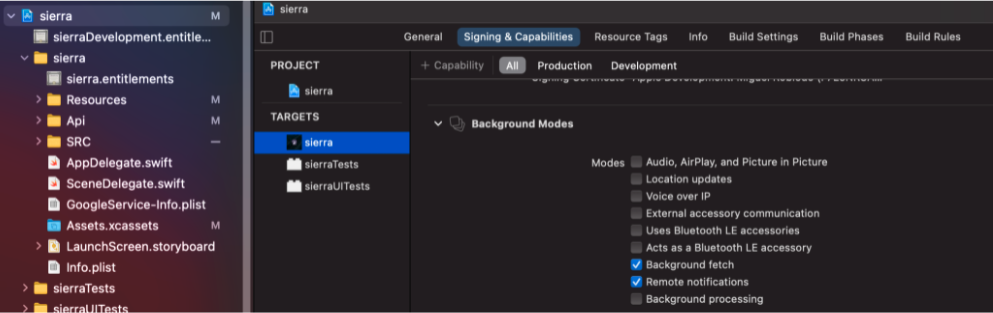 sierra M
sierraDevelopment.entitle...
sierra
sierra.entitlements
Resources M
Api M
SRC —
AppDelegate.swift
SceneDelegate.swift
GoogleService-Info.plist
Assets.xcassets M
LaunchScreen.storyboard
Info.plist
sierraTests
sierraUITests
sierra
General Signing & Capabilities Resource Tags Info Build Settings Build Phases Build Rules
PROJECT
sierra
TARGETS
sierra
sierraTests
sierraUITests
+ Capability All Production Development
Signing Certificate Apple Development:
Background Modes
Modes Audio, AirPlay, and Picture in Picture
Location updates
Voice over IP
External accessory communication
Uses Bluetooth LE accessories
Acts as a Bluetooth LE accessory
Background fetch
Remote notifications
Background processing